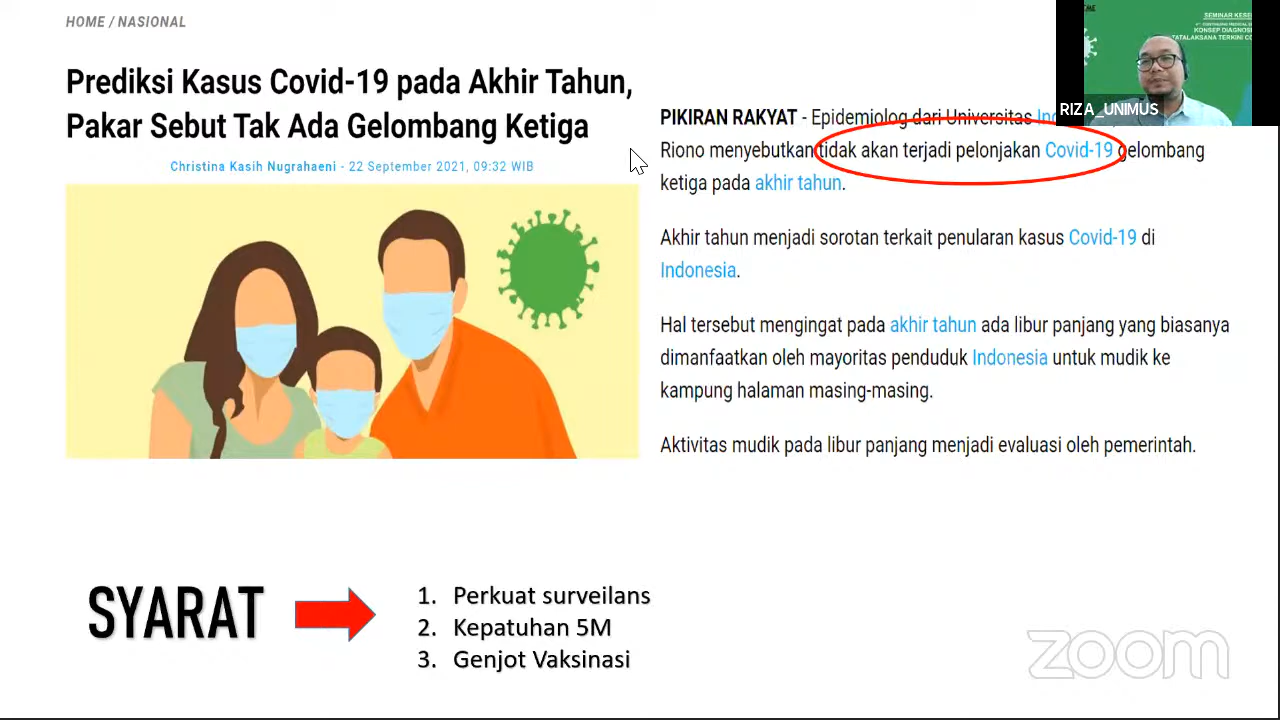 HOME / NASIONAL
Prediksi Kasus Covid-19 pada Akhir Tahun,
Pakar Sebut Tak Ada Gelombang Ketiga
Christina Kasih Nugrahaeni - 22 September 2021, 09:32 WIB
PIKIRAN RAKYAT - Epidemiolog dari Universitas
Riono menyebutkan tidak akan terjadi pelonjakan Covid-19 gelombang
ketiga pada akhir tahun.
Akhir tahun menjadi sorotan terkait penularan kasus Covid-19 di
Indonesia.
Hal tersebut mengingat pada akhir tahun ada libur panjang yang biasanya
dimanfaatkan oleh mayoritas penduduk Indonesia untuk mudik ke
kampung halaman masing-masing.
Aktivitas mudik pada libur panjang menjadi evaluasi oleh pemerintah.
SYARAT
1. Perkuat surveilans
2. Kepatuhan 5M
3. Genjot Vaksinasi
SEMINAR
KONSEP
TERKINI
RIZA_UNIMUS
zoom